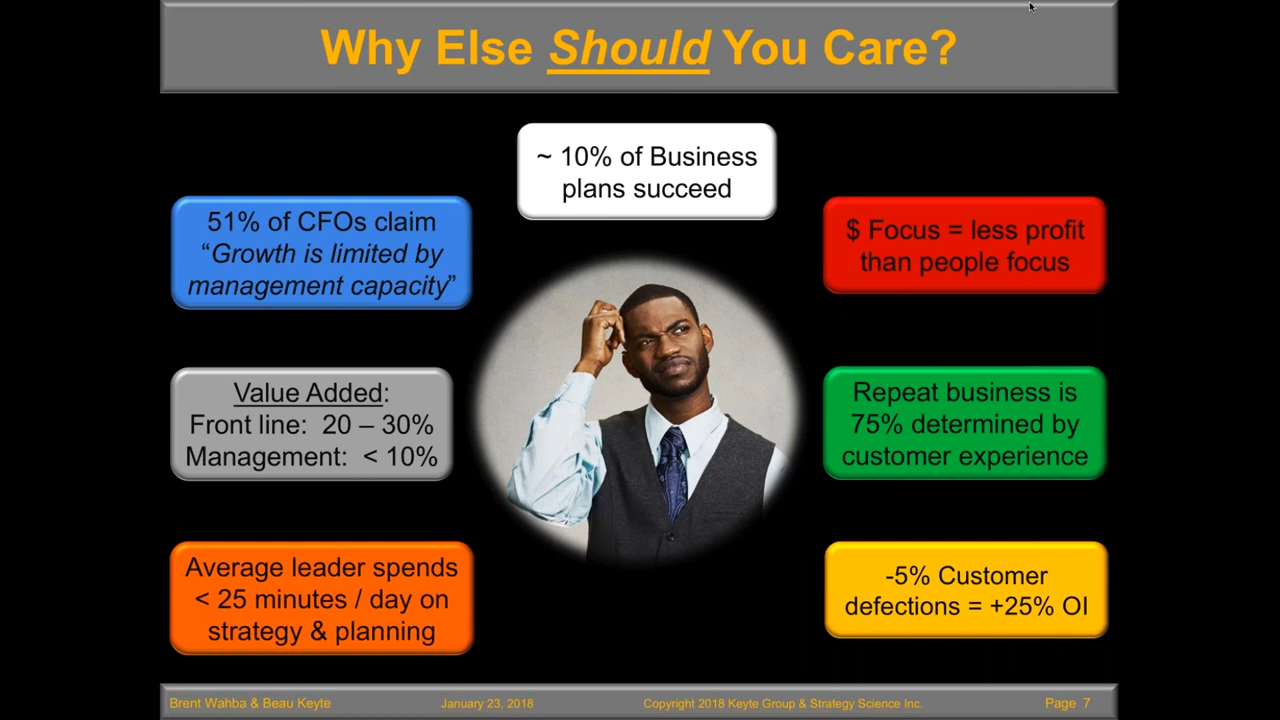 Why Else Should You Care?
~ 10% of Business
plans succeed
51% of CFOs claim
“Growth is limited by
management capacity”
$ Focus = less profit
than people focus
Value Added:
Front line:  20 – 30%
Management:  < 10%
Repeat business is
75% determined by
customer experience
Average leader spends
< 25 minutes / day on
strategy & planning
-5% Customer
defections = +25% OI
Brent Wahba & Beau Keyte January 23, 2018 Copyright 2018 Keyte Group & Strategy Science Inc. Page 7